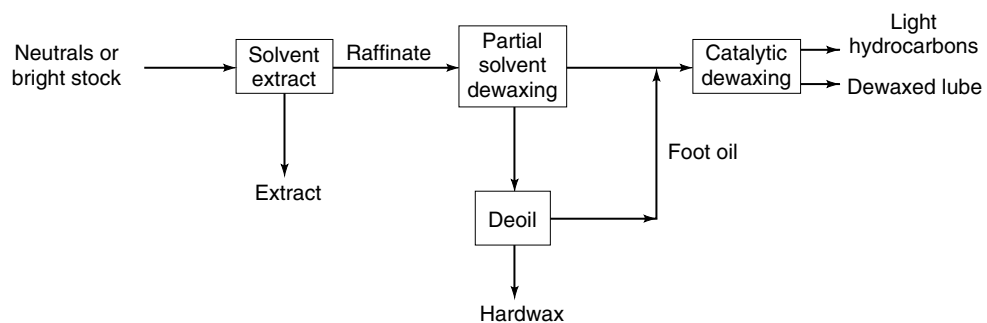 Neutrals or
bright stock
Solvent
extract
Raffinate
Partial
solvent
dewaxing
Catalytic
dewaxing
Light
hydrocarbons
Dewaxed lube
Foot oil
Extract
Deoil
Hardwax